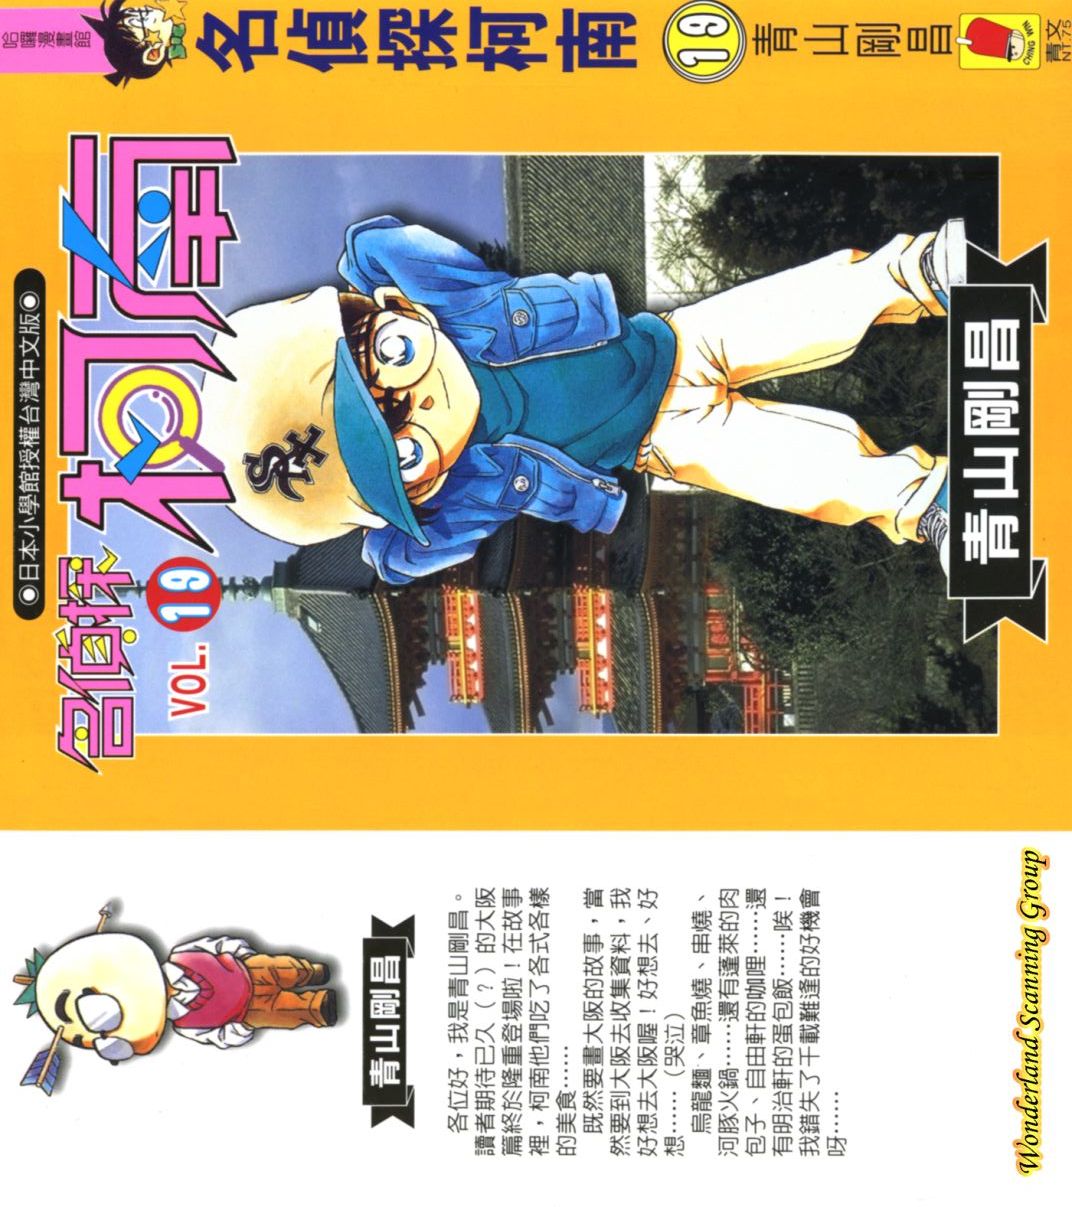 哈囉漫畫館
名偵探柯南
19
青山剛昌
CHING WIN
青文
NT.75
●日本小學館授權台灣中文版●
名偵探
柯南
VOL.19
青山剛昌
青山剛昌
各位好，我是青山剛昌。
讀者期待已久（？）的大阪
篇終於隆重登場啦！在故事
裡，柯南他們吃了各式各樣
的美食……
既然要畫大阪的故事，當
然要到大阪去收集資料，我
好想去大阪喔！好想去、好
想……（哭泣）
烏龍麵、章魚燒、串燒、
河豚火鍋……還有蓬萊的肉
包子、自由軒的咖哩……還
有明治軒的蛋包飯……唉！
我錯失了千載難逢的好機會
呀……
Wonderland Scanning Group